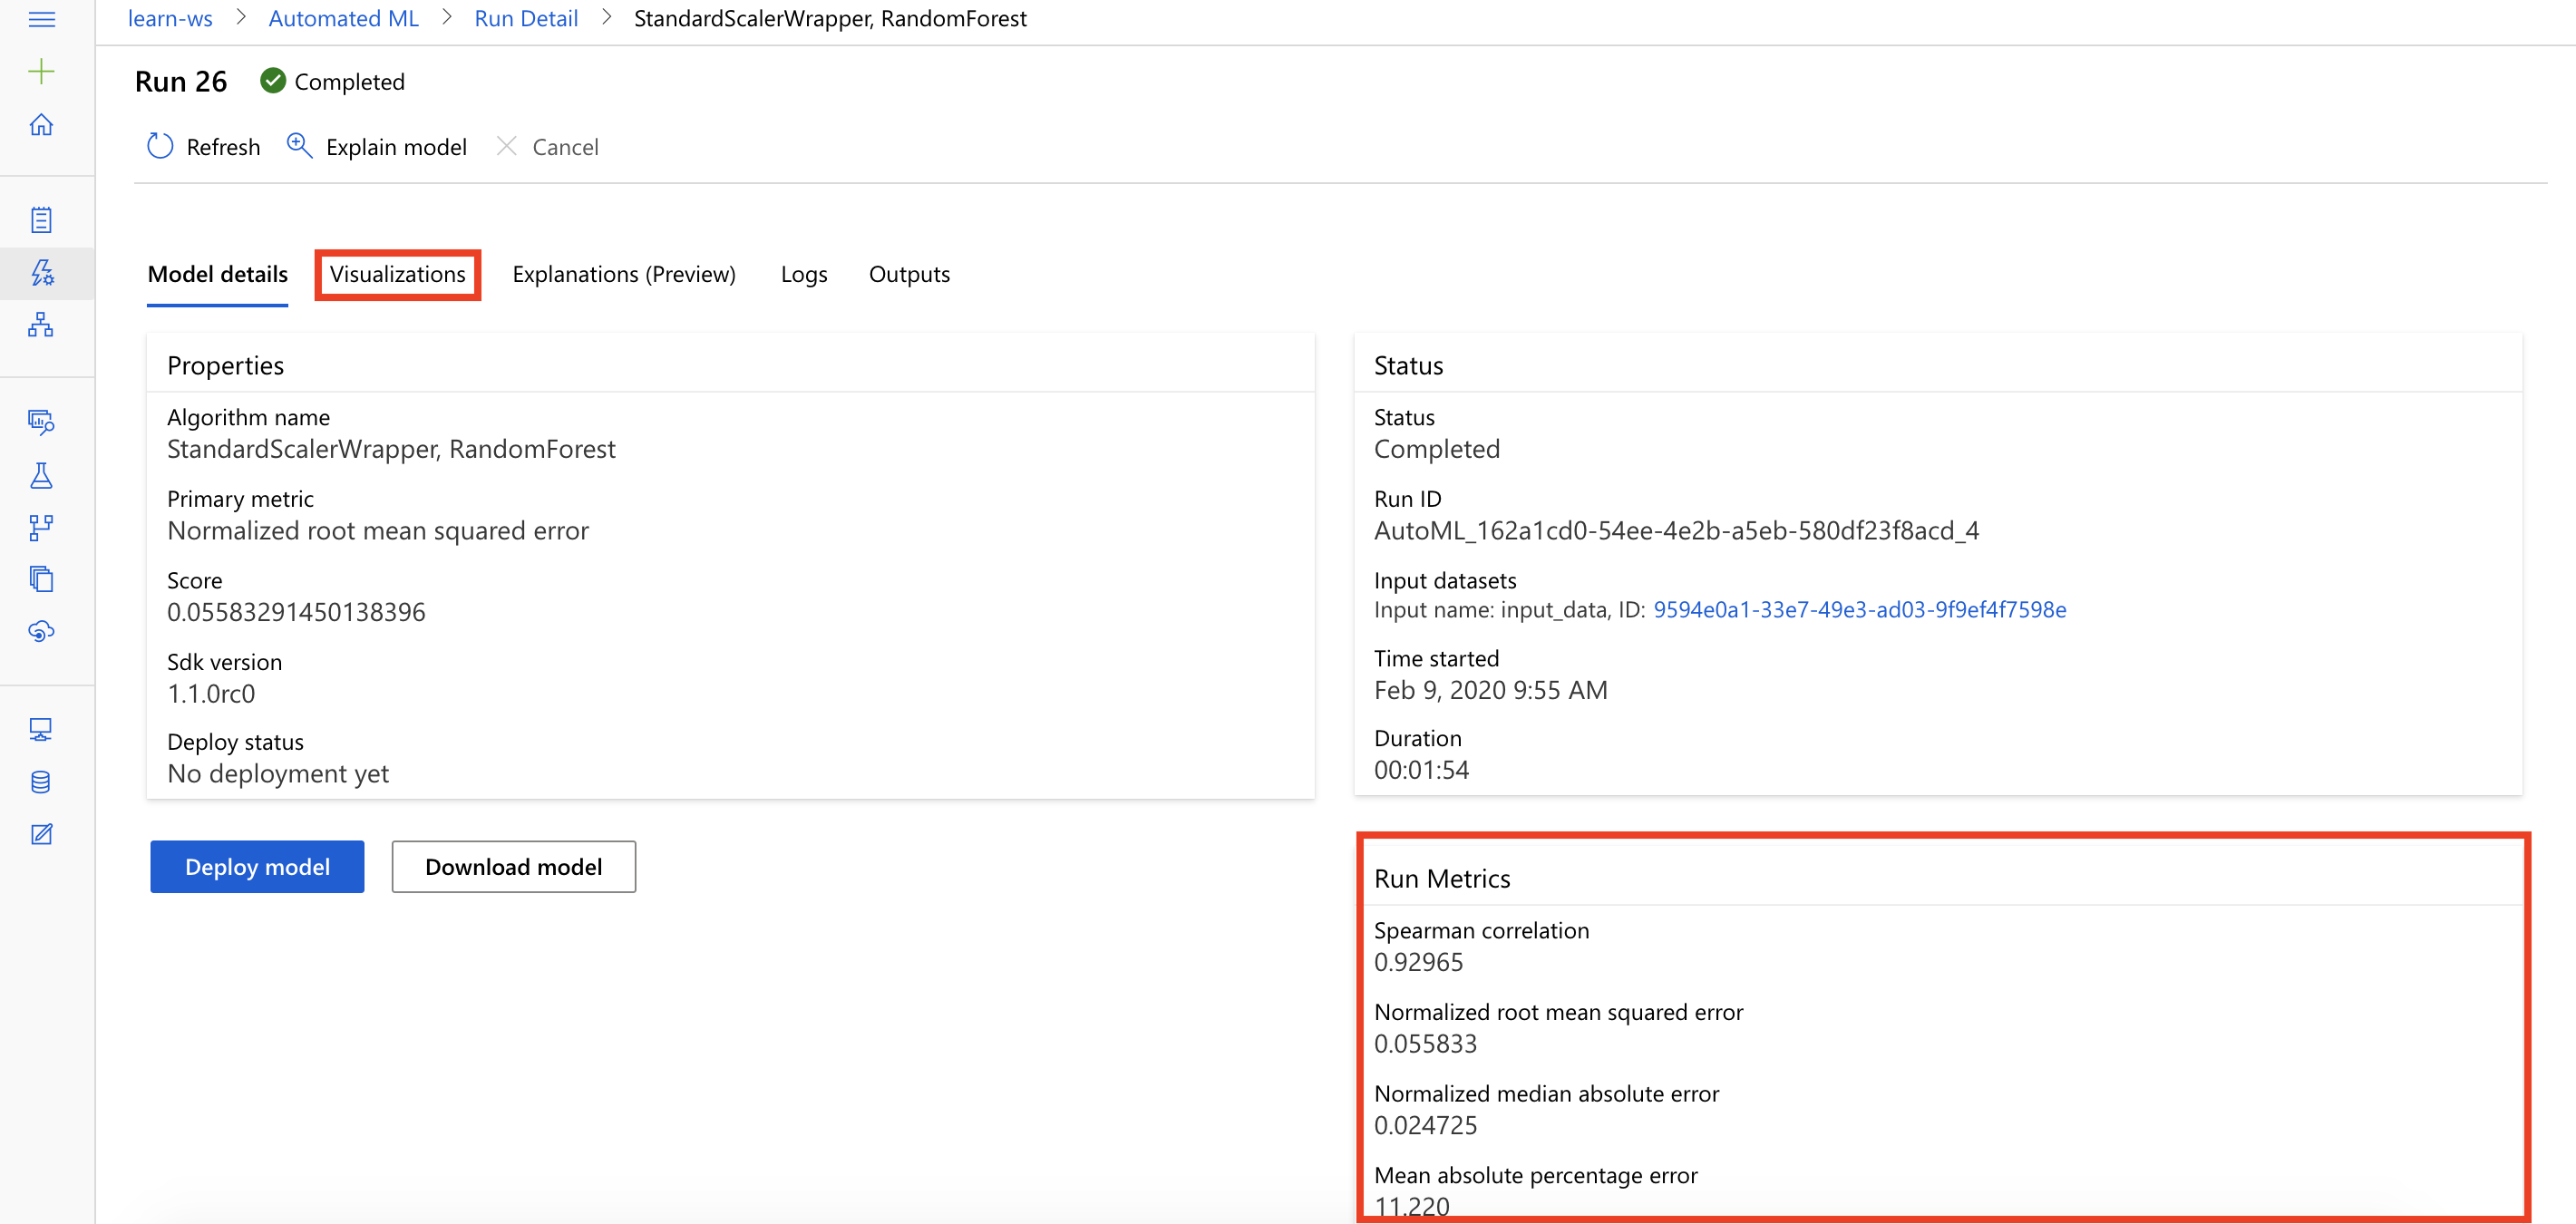 learn-ws > Automated ML > Run Detail > StandardScalerWrapper, RandomForest
Run 26 Completed
Refresh Explain model Cancel
Model details Visualizations Explanations (Preview) Logs Outputs
Properties
Algorithm name
StandardScalerWrapper, RandomForest
Primary metric
Normalized root mean squared error
Score
0.05583291450138396
Sdk version
1.1.0rc0
Deploy status
No deployment yet
Deploy model Download model
Status
Status
Completed
Run ID
AutoML_162a1cd0-54ee-4e2b-a5eb-580df23f8acd_4
Input datasets
Input name: input_data, ID: 9594e0a1-33e7-49e3-ad03-9f9ef4f7598e
Time started
Feb 9, 2020 9:55 AM
Duration
00:01:54
Run Metrics
Spearman correlation
0.92965
Normalized root mean squared error
0.055833
Normalized median absolute error
0.024725
Mean absolute percentage error
11.220